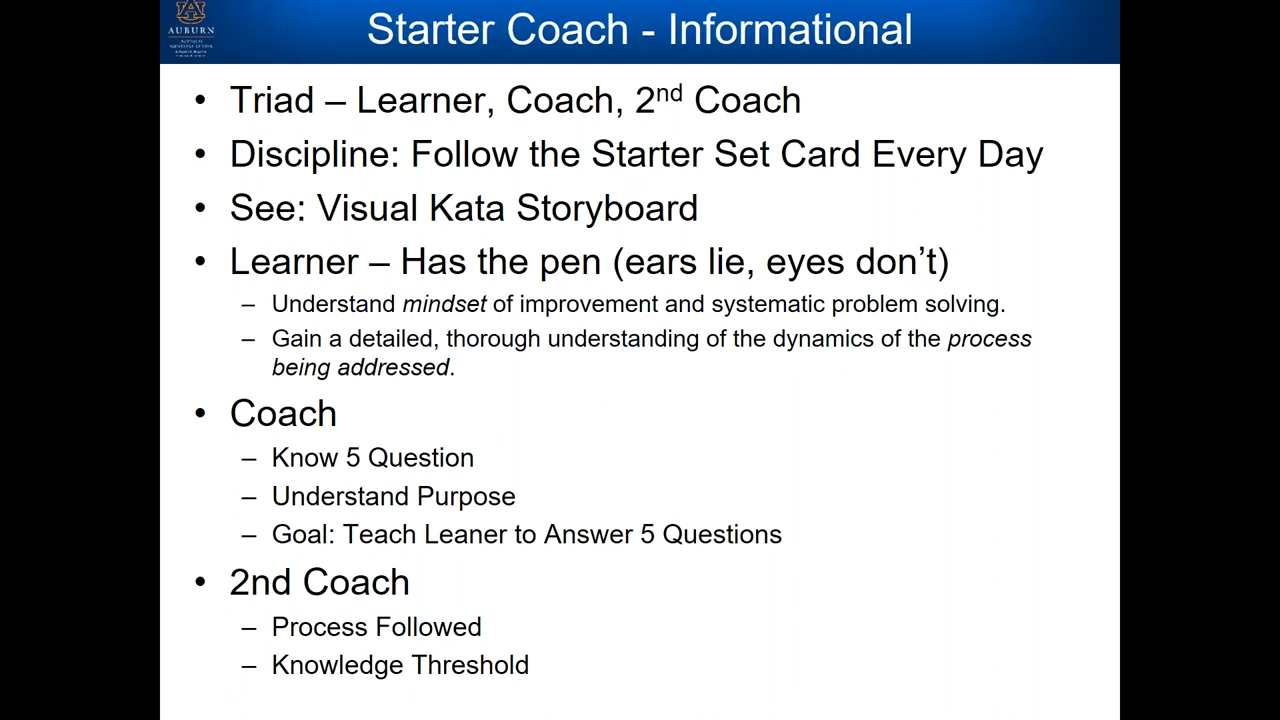 AUBURN
Starter Coach - Informational
• Triad – Learner, Coach, 2nd Coach
• Discipline: Follow the Starter Set Card Every Day
• See: Visual Kata Storyboard
• Learner – Has the pen (ears lie, eyes don’t)
– Understand mindset of improvement and systematic problem solving.
– Gain a detailed, thorough understanding of the dynamics of the process
being addressed.
• Coach
– Know 5 Question
– Understand Purpose
– Goal: Teach Leaner to Answer 5 Questions
• 2nd Coach
– Process Followed
– Knowledge Threshold